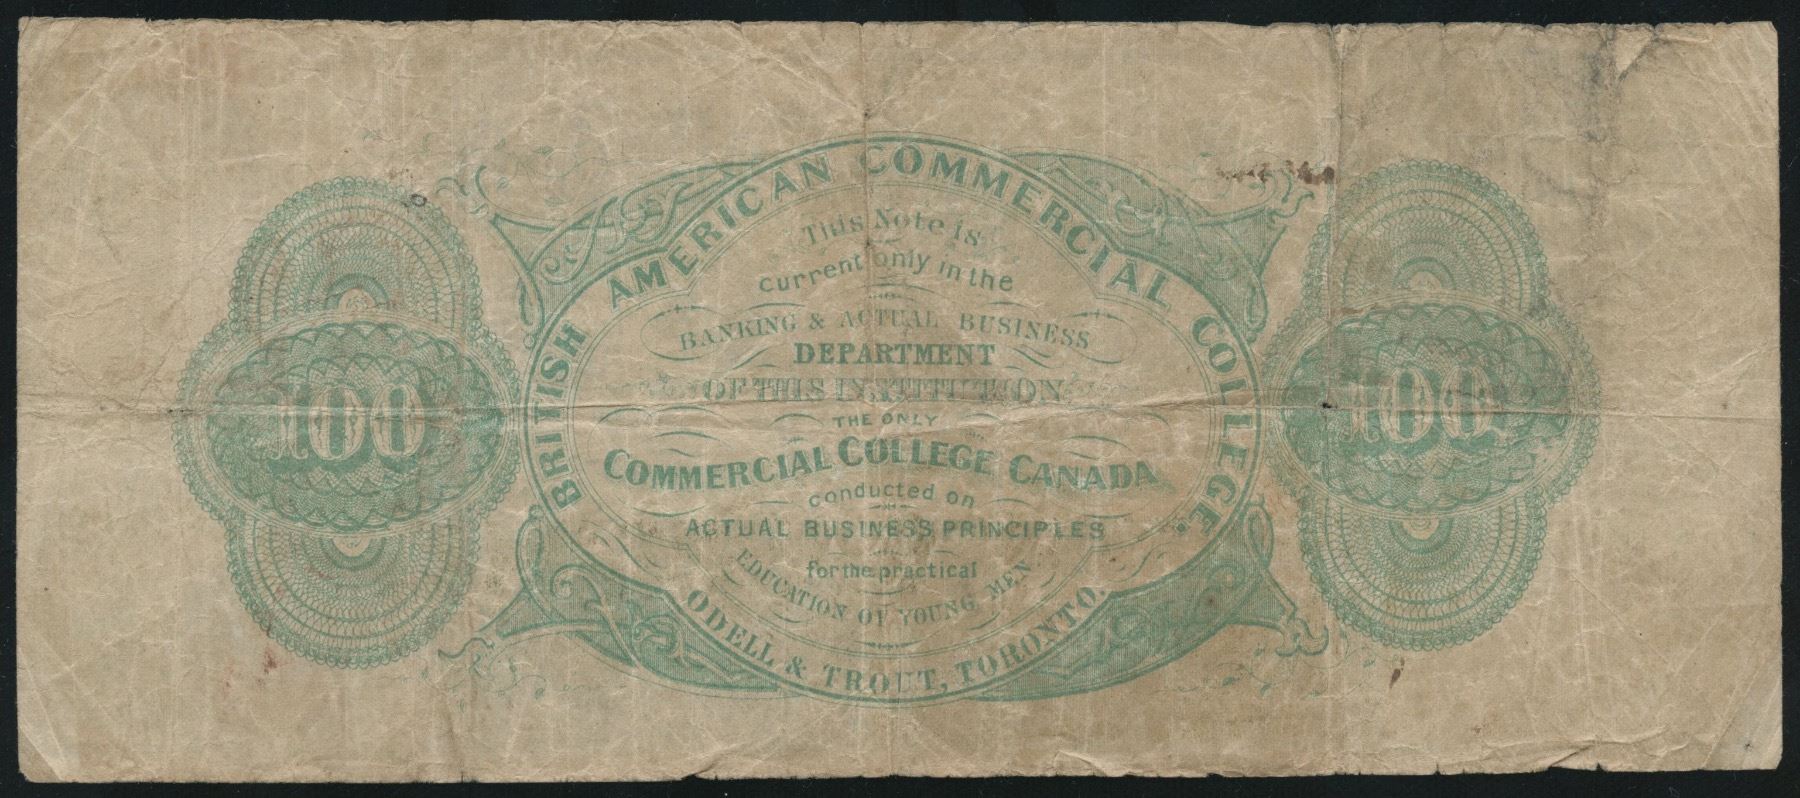 BRITISH AMERICAN COMMERCIAL COLLEGE.
This Note is
current only in the
BANKING & ACTUAL BUSINESS
DEPARTMENT
OF THIS INSTITUTION
THE ONLY
COMMERCIAL COLLEGE CANADA
conducted on
ACTUAL BUSINESS PRINCIPLES
for the practical
EDUCATION OF YOUNG MEN.
ODELL & TROUT, TORONTO.
100
100